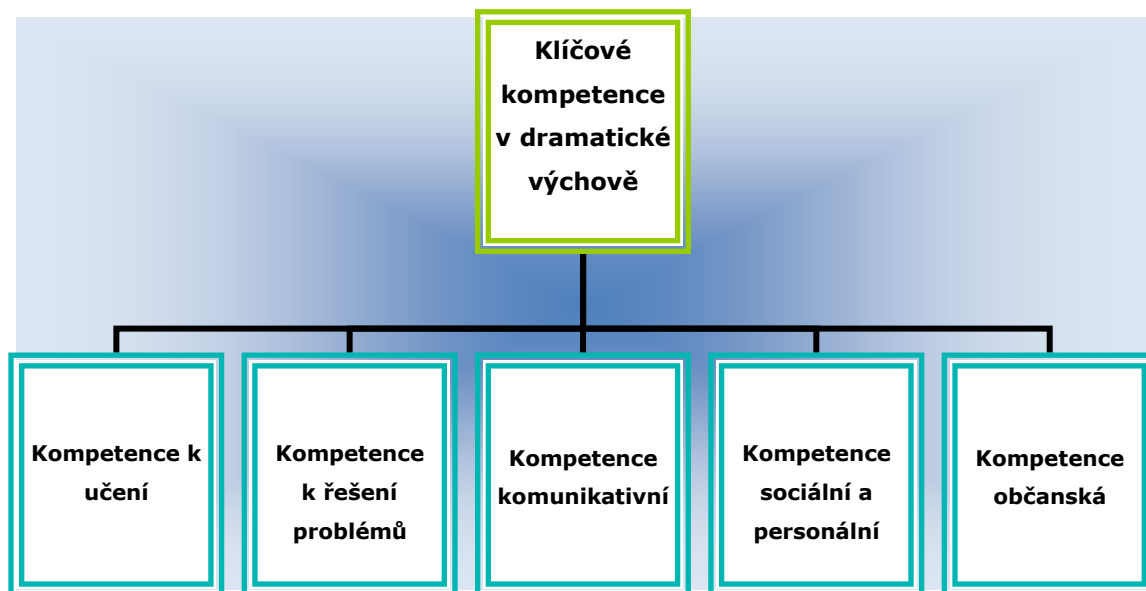 Klíčové
kompetence
v dramatické
výchově
Kompetence k
učení
Kompetence
k řešení
problémů
Kompetence
komunikativní
Kompetence
sociální a
personální
Kompetence
občanská